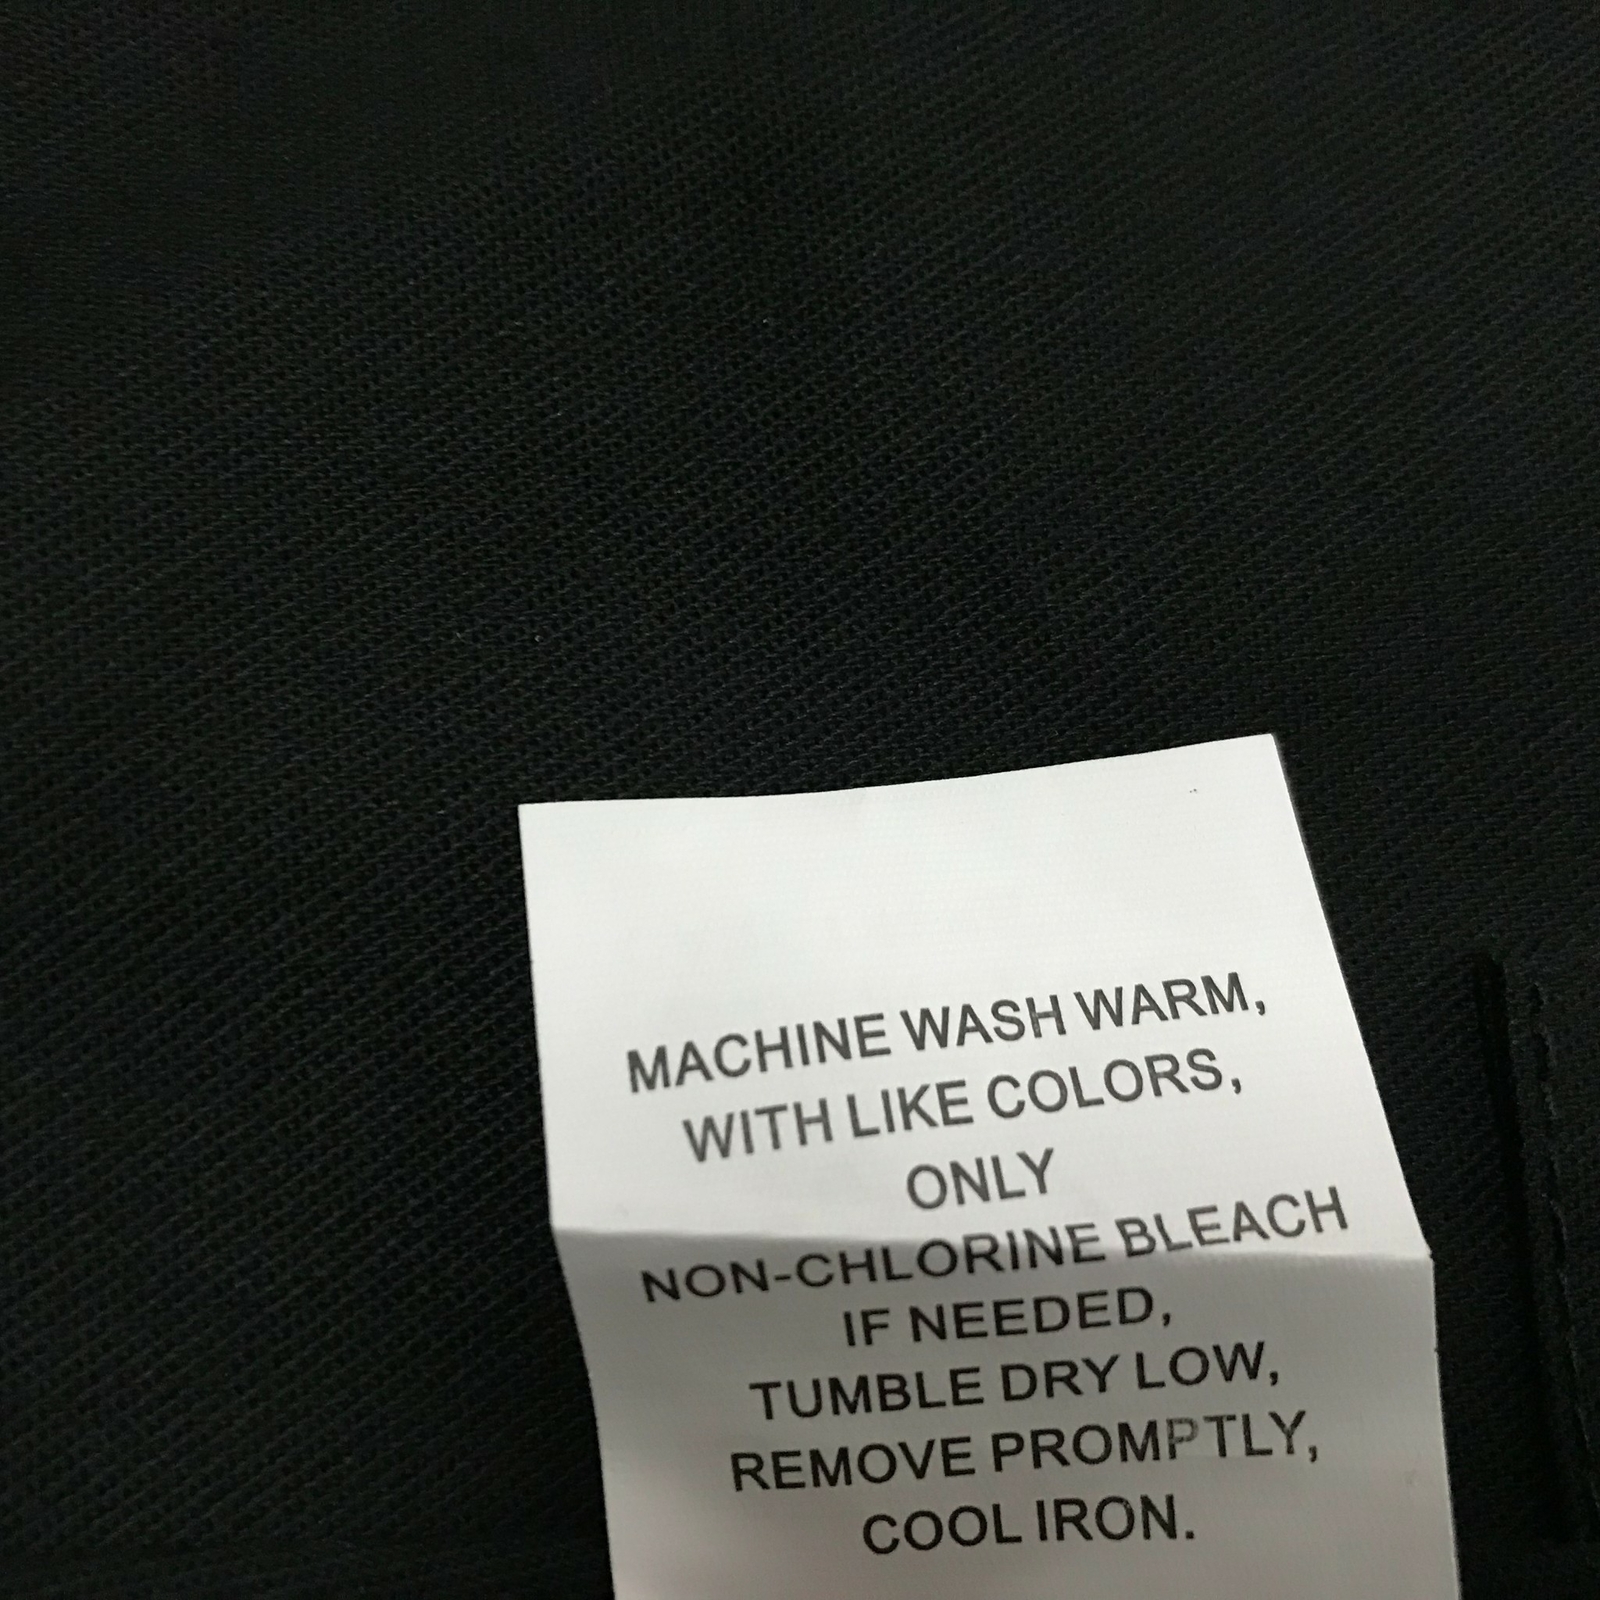 MACHINE WASH WARM,
WITH LIKE COLORS,
ONLY
NON-CHLORINE BLEACH
IF NEEDED,
TUMBLE DRY LOW,
REMOVE PROMPTLY,
COOL IRON.